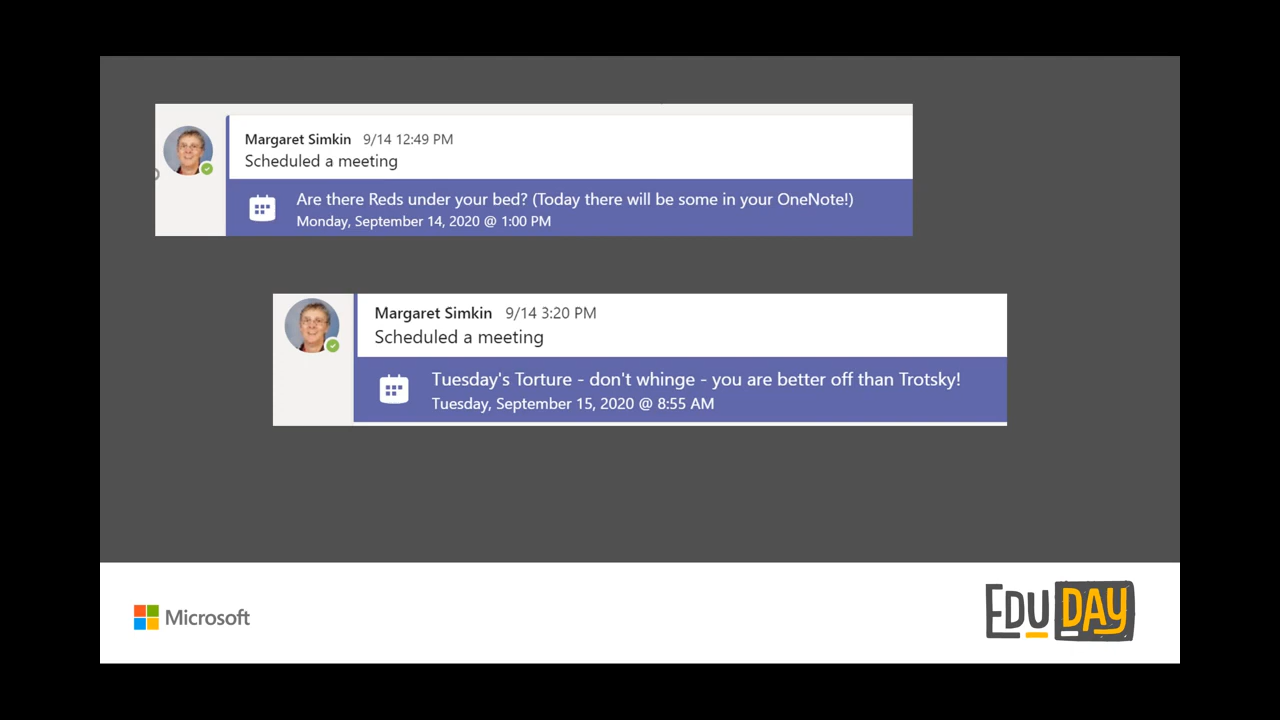 Margaret Simkin 9/14 12:49 PM
Scheduled a meeting
Are there Reds under your bed? (Today there will be some in your OneNote!)
Monday, September 14, 2020 @ 1:00 PM
Margaret Simkin 9/14 3:20 PM
Scheduled a meeting
Tuesday's Torture - don't whinge - you are better off than Trotsky!
Tuesday, September 15, 2020 @ 8:55 AM
Microsoft
EDU DAY